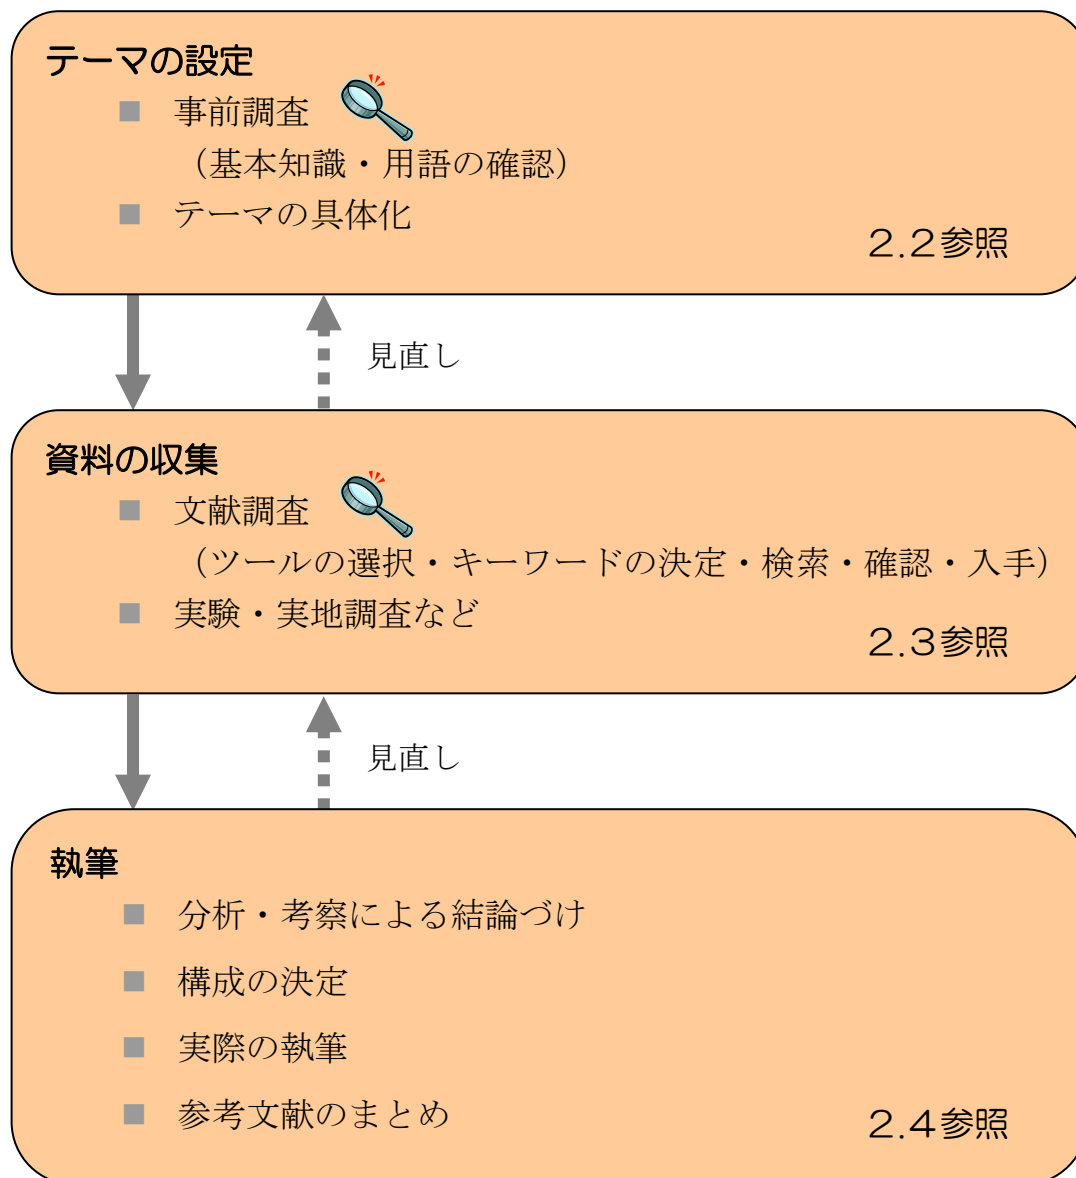 テーマの設定
■ 事前調査
（基本知識・用語の確認）
■ テーマの具体化
2.2参照
見直し
資料の収集
■ 文献調査
（ツールの選択・キーワードの決定・検索・確認・入手）
■ 実験・実地調査など
2.3参照
見直し
執筆
■ 分析・考察による結論づけ
■ 構成の決定
■ 実際の執筆
■ 参考文献のまとめ
2.4参照